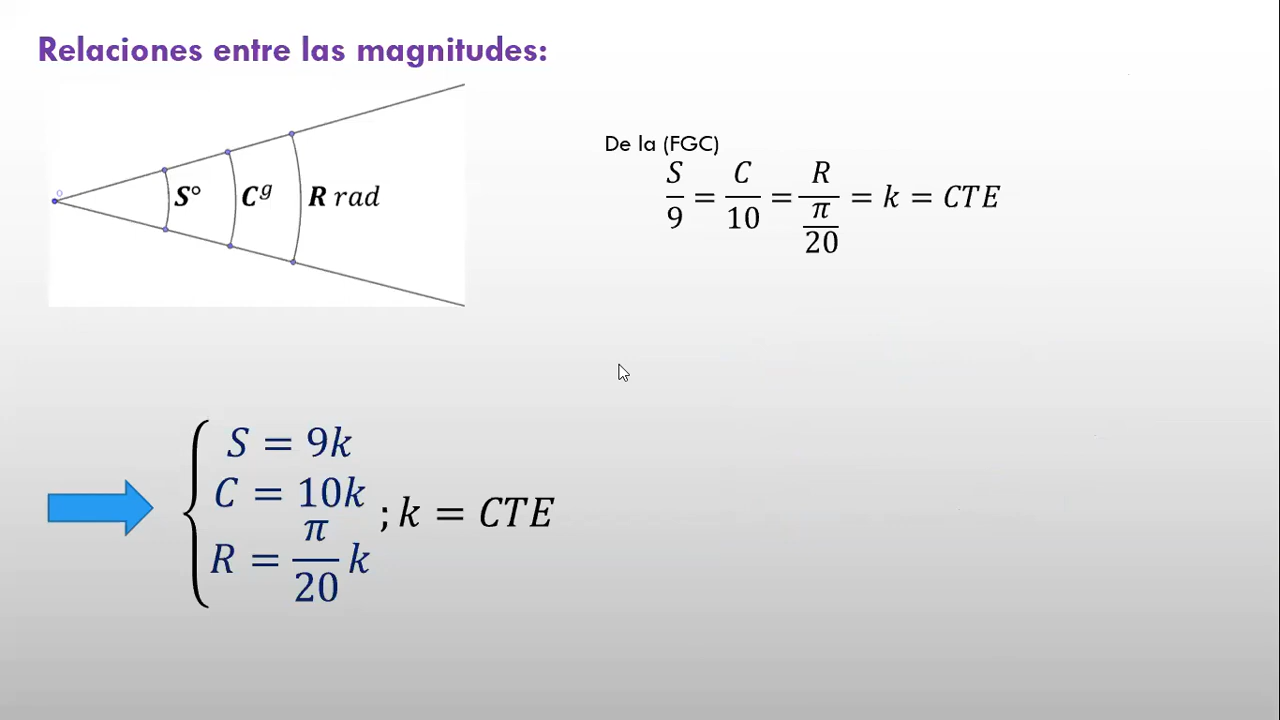 Relaciones entre las magnitudes:
o
S° C^g R rad
De la (FGC)
S/9 = C/10 = R/(π/20) = k = CTE
S = 9k
C = 10k
R = π/20 k
; k = CTE